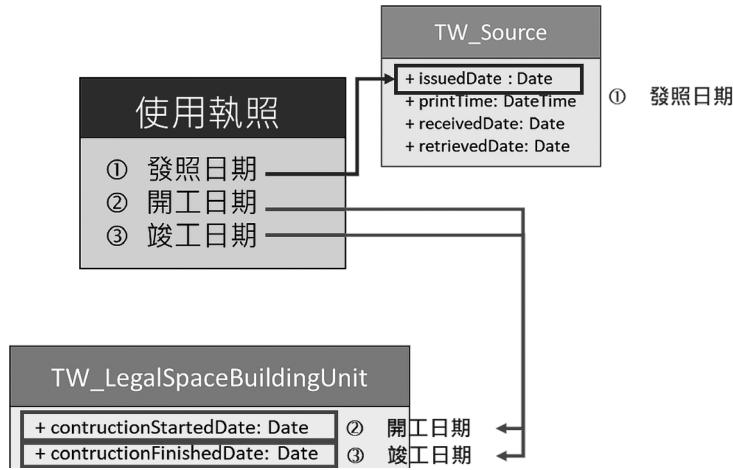 TW_Source
+ issuedDate : Date
+ printTime: DateTime
+ receivedDate: Date
+ retrievedDate: Date
① 發照日期
使用執照
① 發照日期
② 開工日期
③ 竣工日期
TW_LegalSpaceBuildingUnit
+ contructionStartedDate: Date ② 開工日期
+ contructionFinishedDate: Date ③ 竣工日期